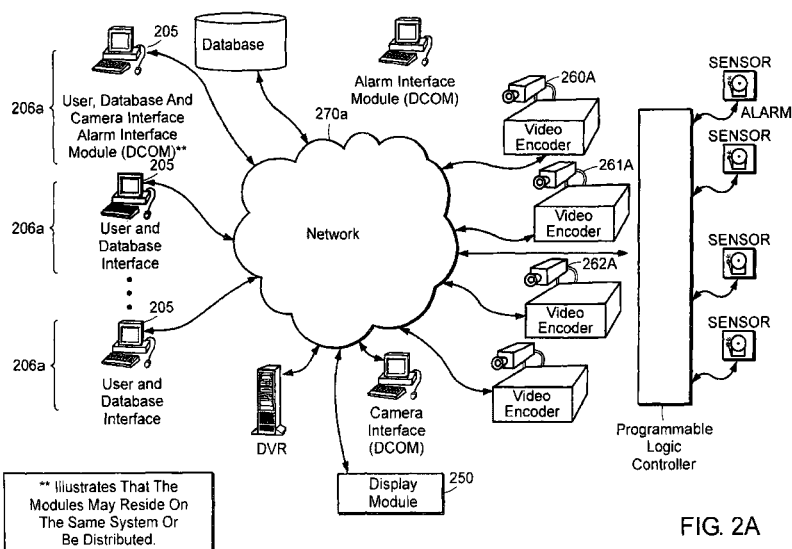 206a
205
User, Database And
Camera Interface
Alarm Interface
Module (DCOM)**
206a
205
User and
Database
Interface
206a
205
User and
Database
Interface
Database
Alarm Interface
Module (DCOM)
270a
Network
DVR
Camera
Interface
(DCOM)
Display
Module
250
260A
Video
Encoder
261A
Video
Encoder
262A
Video
Encoder
Video
Encoder
Programmable
Logic
Controller
SENSOR
ALARM
SENSOR
SENSOR
SENSOR
** Illustrates That The
Modules May Reside On
The Same System Or
Be Distributed.
FIG. 2A